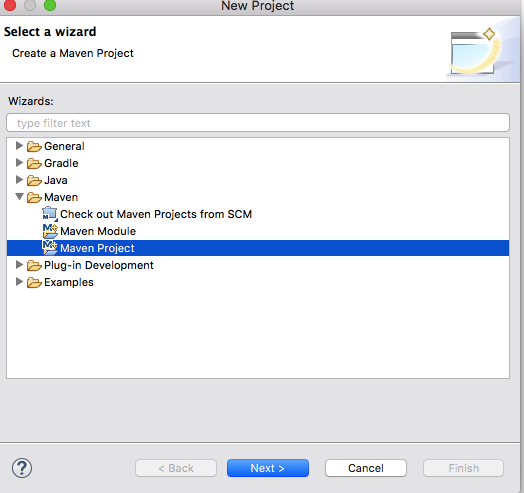 New Project
Select a wizard
Create a Maven Project
Wizards:
type filter text
General
Gradle
Java
Maven
Check out Maven Projects from SCM
Maven Module
Maven Project
Plug-in Development
Examples
?
< Back
Next >
Cancel
Finish